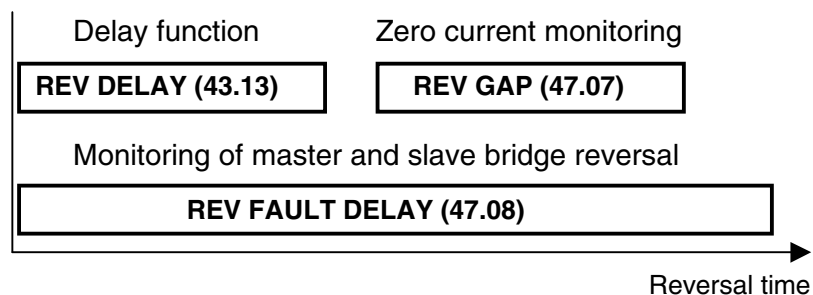 Delay function Zero current monitoring
REV DELAY (43.13) REV GAP (47.07)
Monitoring of master and slave bridge reversal
REV FAULT DELAY (47.08)
Reversal time